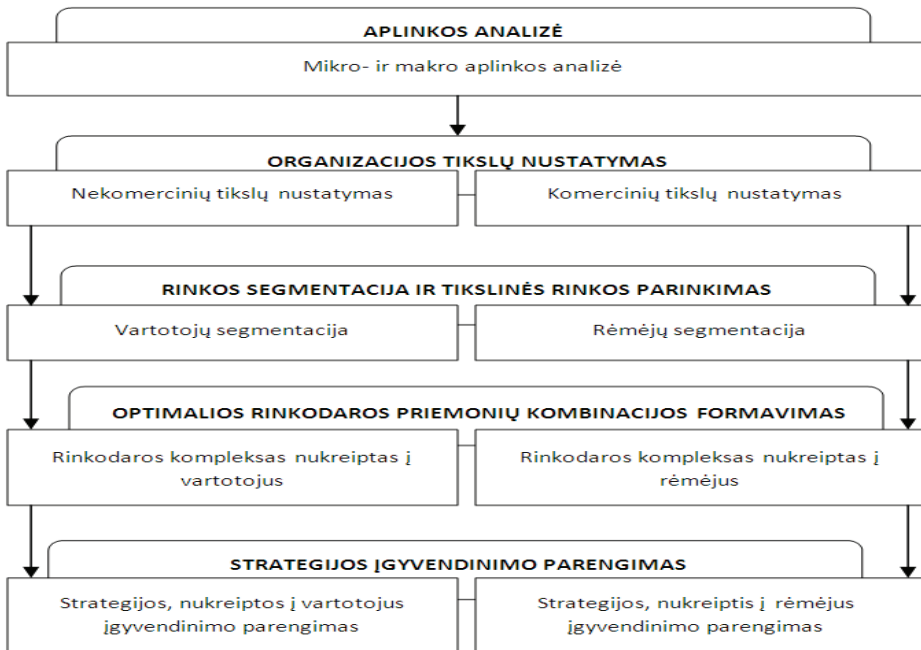 APLINKOS ANALIZĖ
Mikro- ir makro aplinkos analizė
ORGANIZACIJOS TIKSLŲ NUSTATYMAS
Nekomercinių tikslų nustatymas
Komercinių tikslų nustatymas
RINKOS SEGMENTACIJA IR TIKSLINĖS RINKOS PARINKIMAS
Vartotojų segmentacija
Rėmėjų segmentacija
OPTIMALIOS RINKODAROS PRIEMONIŲ KOMBINACIJOS FORMAVIMAS
Rinkodaros kompleksas nukreiptas į
vartotojus
Rinkodaros kompleksas nukreiptas į
rėmėjus
STRATEGIJOS ĮGYVENDINIMO PARENGIMAS
Strategijos, nukreiptos į vartotojus
įgyvendinimo parengimas
Strategijos, nukreiptis į rėmėjus
įgyvendinimo parengimas